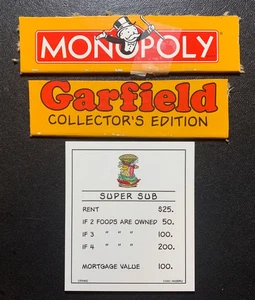 MONOPOLY
Garfield
COLLECTOR'S EDITION
SUPER SUB
RENT $25.
IF 2 FOODS ARE OWNED 50.
IF 3 " " " 100.
IF 4 " " " 200.
MORTGAGE VALUE 100.